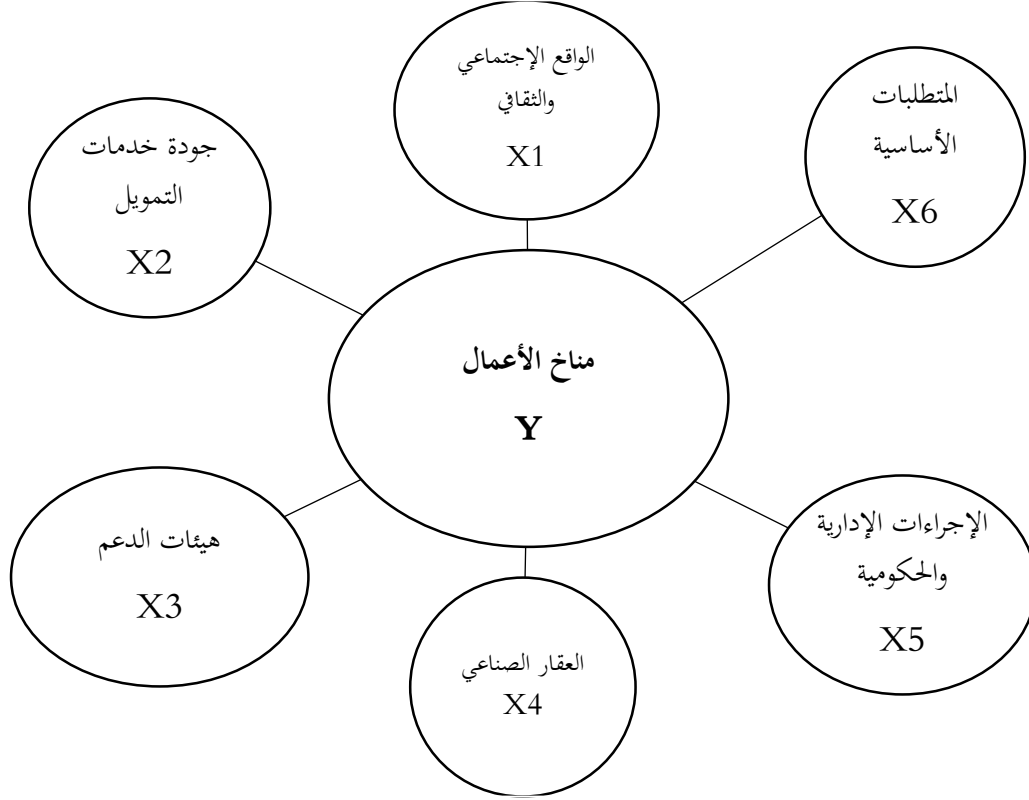 الواقع الإجتماعي
والثقافي
X1
المتطلبات
الأساسية
X6
جودة خدمات
التمويل
X2
مناخ الأعمال
Y
هيئات الدعم
X3
الإجراءات الإدارية
والحكومية
X5
العقار الصناعي
X4